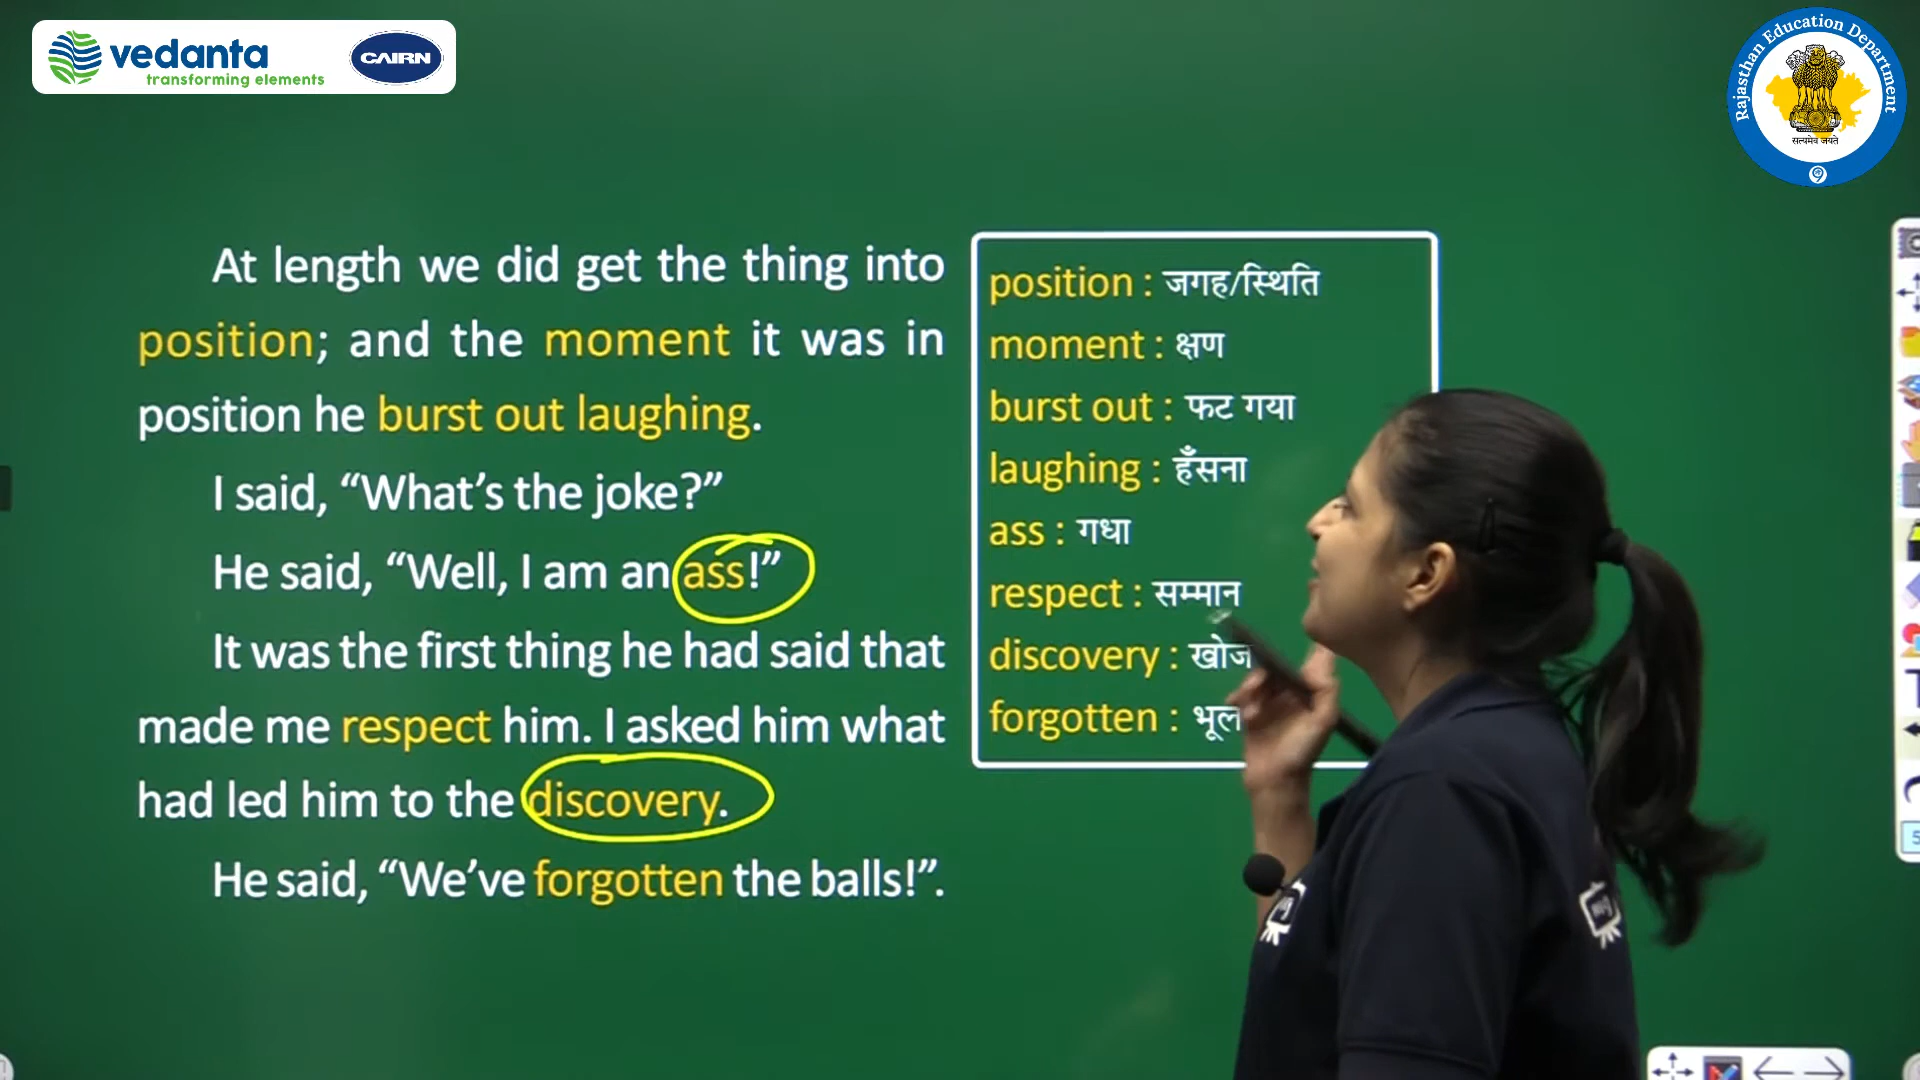 vedanta
transforming elements
CAIRN
Rajasthan Education Department
सत्यमेव जयते
At length we did get the thing into
position; and the moment it was in
position he burst out laughing.
I said, “What’s the joke?”
He said, “Well, I am an ass!”
It was the first thing he had said that
made me respect him. I asked him what
had led him to the discovery.
He said, “We’ve forgotten the balls!”.
position : जगह/स्थिति
moment : क्षण
burst out : फट गया
laughing : हँसना
ass : गधा
respect : सम्मान
discovery : खोज
forgotten : भूल